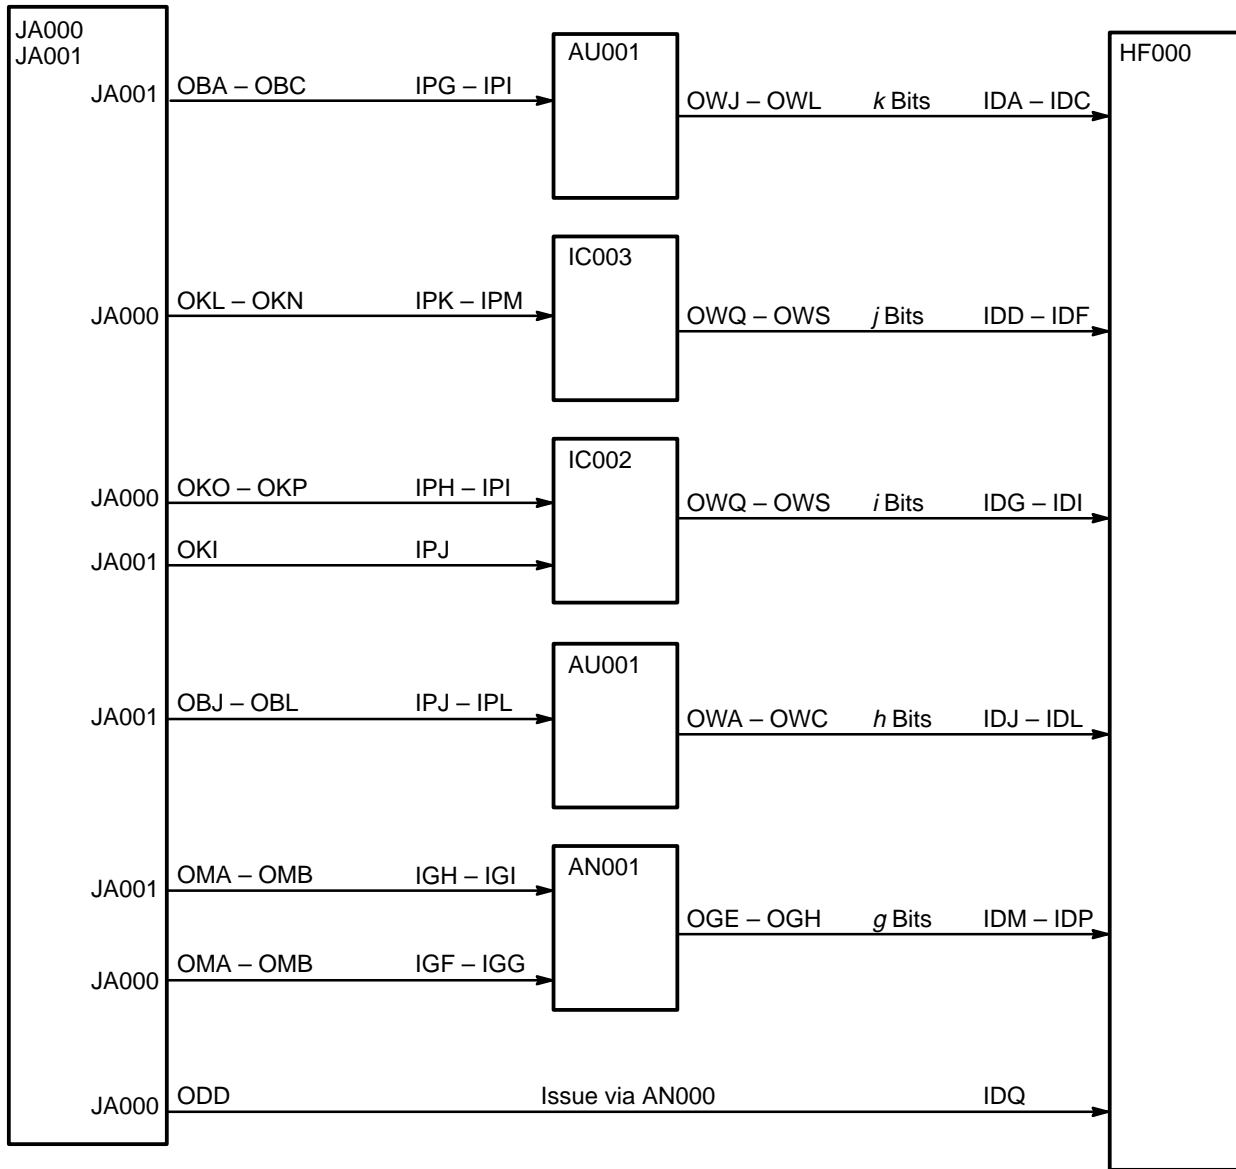 JA000
JA001
AU001
HF000
JA001 OBA – OBC IPG – IPI
OWJ – OWL k Bits IDA – IDC
IC003
JA000 OKL – OKN IPK – IPM
OWQ – OWS j Bits IDD – IDF
IC002
JA000 OKO – OKP IPH – IPI
OWQ – OWS i Bits IDG – IDI
JA001 OKI IPJ
AU001
JA001 OBJ – OBL IPJ – IPL
OWA – OWC h Bits IDJ – IDL
AN001
JA001 OMA – OMB IGH – IGI
OGE – OGH g Bits IDM – IDP
JA000 OMA – OMB IGF – IGG
JA000 ODD Issue via AN000 IDQ